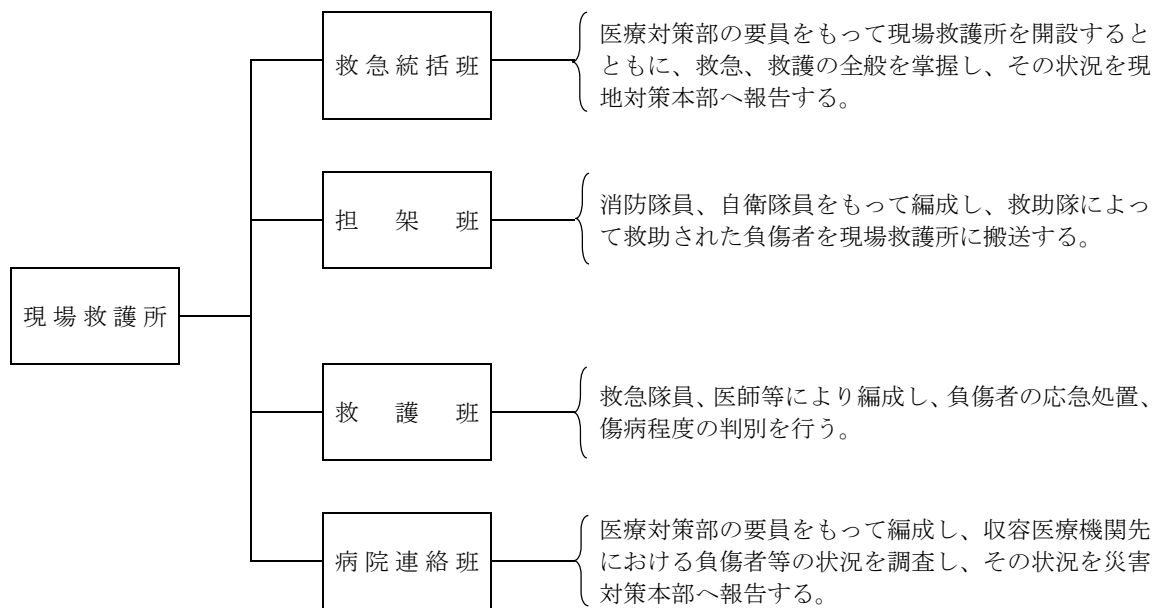 救急統括班
医療対策部の要員をもって現場救護所を開設すると
ともに、救急、救護の全般を掌握し、その状況を現
地対策本部へ報告する。
担架班
消防隊員、自衛隊員をもって編成し、救助隊によっ
て救助された負傷者を現場救護所に搬送する。
現場救護所
救護班
救急隊員、医師等により編成し、負傷者の応急処置、
傷病程度の判別を行う。
病院連絡班
医療対策部の要員をもって編成し、収容医療機関先
における負傷者等の状況を調査し、その状況を災害
対策本部へ報告する。